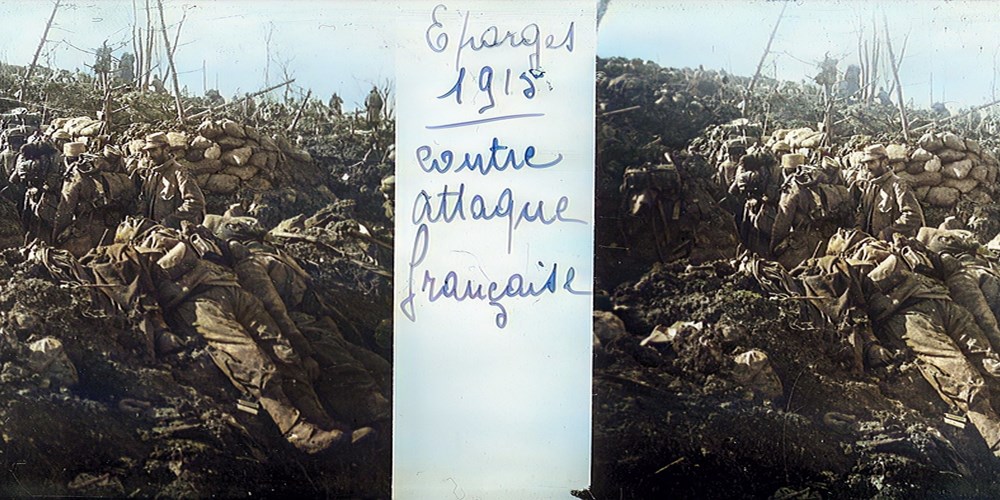 Eparges
1915
contre
attaque
française